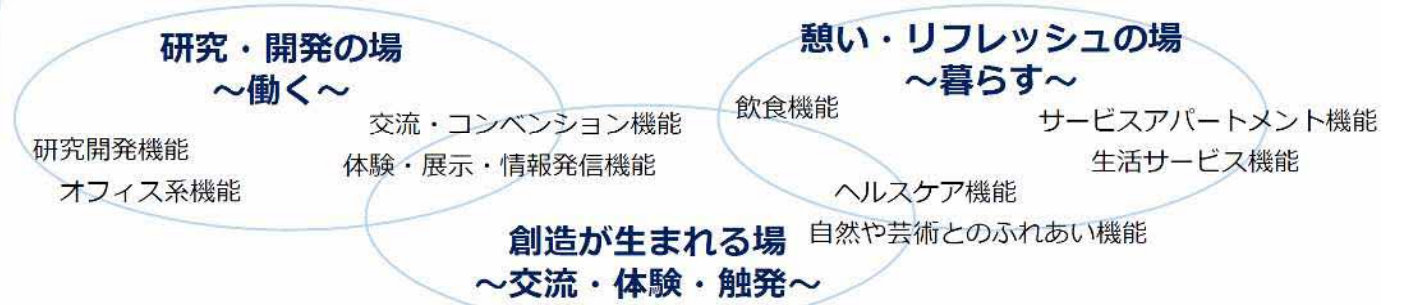 研究・開発の場
～働く～
研究開発機能
オフィス系機能
交流・コンベンション機能
体験・展示・情報発信機能
憩い・リフレッシュの場
～暮らす～
飲食機能
サービスアパートメント機能
生活サービス機能
ヘルスケア機能
自然や芸術とのふれあい機能
創造が生まれる場
～交流・体験・触発～